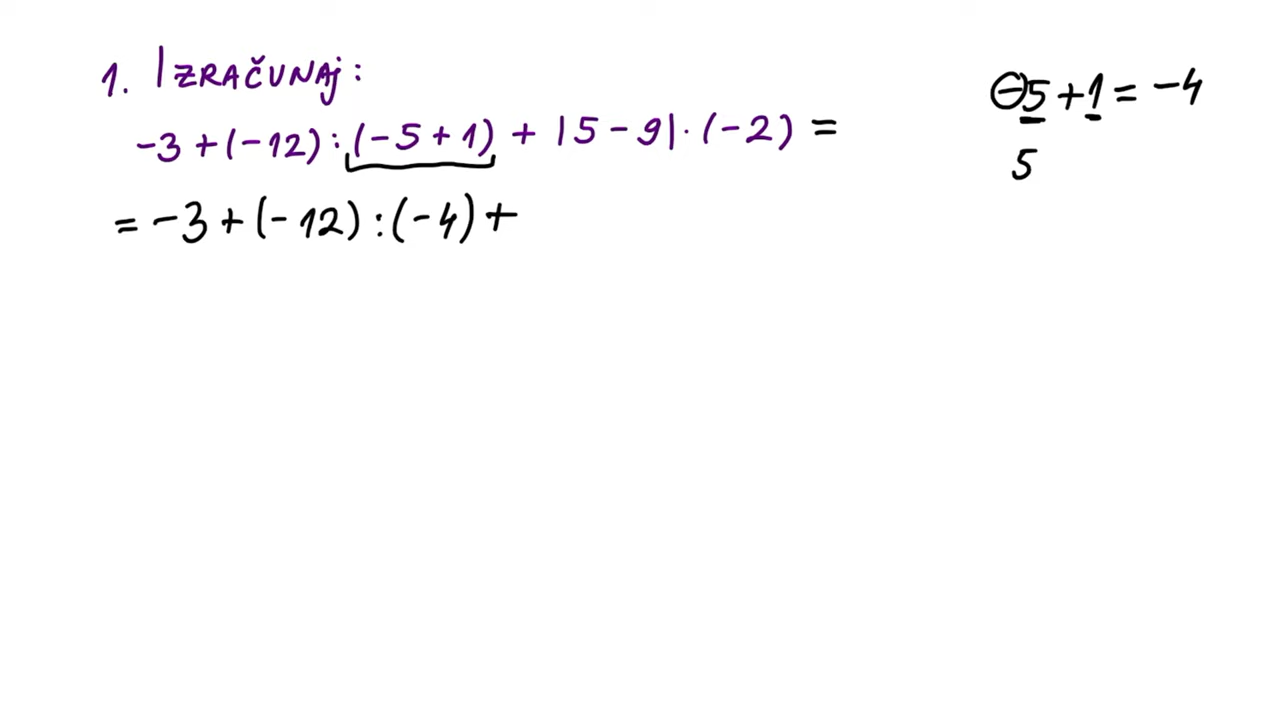 1. IZRAČUNAJ:
-3 + (-12) : (-5 + 1) + |5 - 9| · (-2) =
= -3 + (-12) : (-4) +
-5 + 1 = -4
5